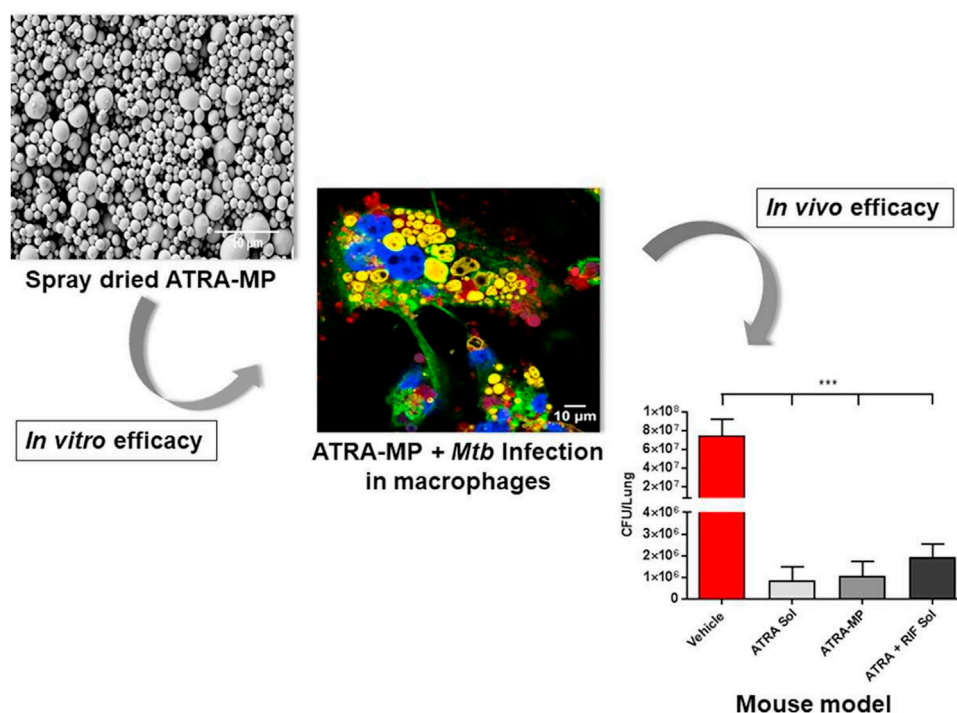 10 µm
Spray dried ATRA-MP
In vitro efficacy
10 µm
ATRA-MP + Mtb Infection
in macrophages
In vivo efficacy
***
1×10⁸
8×10⁷
6×10⁷
4×10⁷
2×10⁷
4×10⁶
3×10⁶
2×10⁶
1×10⁶
0
CFU/Lung
Vehicle
ATRA Sol
ATRA-MP
ATRA + RIF Sol
Mouse model